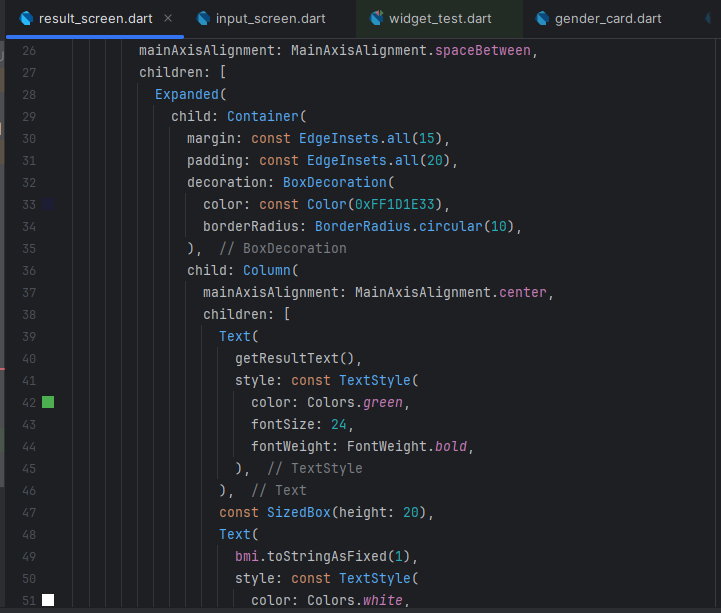 result_screen.dart × input_screen.dart widget_test.dart gender_card.dart
26 mainAxisAlignment: MainAxisAlignment.spaceBetween,
27 children: [
28 Expanded(
29 child: Container(
30 margin: const EdgeInsets.all(15),
31 padding: const EdgeInsets.all(20),
32 decoration: BoxDecoration(
33 color: const Color(0xFF1D1E33),
34 borderRadius: BorderRadius.circular(10),
35 ), // BoxDecoration
36 child: Column(
37 mainAxisAlignment: MainAxisAlignment.center,
38 children: [
39 Text(
40 getResultText(),
41 style: const TextStyle(
42 color: Colors.green,
43 fontSize: 24,
44 fontWeight: FontWeight.bold,
45 ), // TextStyle
46 ), // Text
47 const SizedBox(height: 20),
48 Text(
49 bmi.toStringAsFixed(1),
50 style: const TextStyle(
51 color: Colors.white,